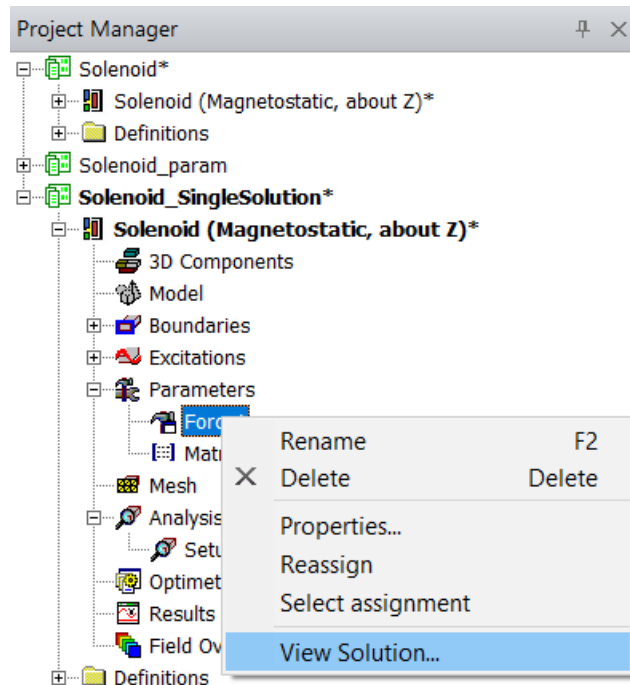 Project Manager
Solenoid*
Solenoid (Magnetostatic, about Z)*
Definitions
Solenoid_param
Solenoid_SingleSolution*
Solenoid (Magnetostatic, about Z)*
3D Components
Model
Boundaries
Excitations
Parameters
Rename F2
Mesh
Delete Delete
Analysis
Properties...
Reassign
Select assignment
Results
View Solution...
Definitions